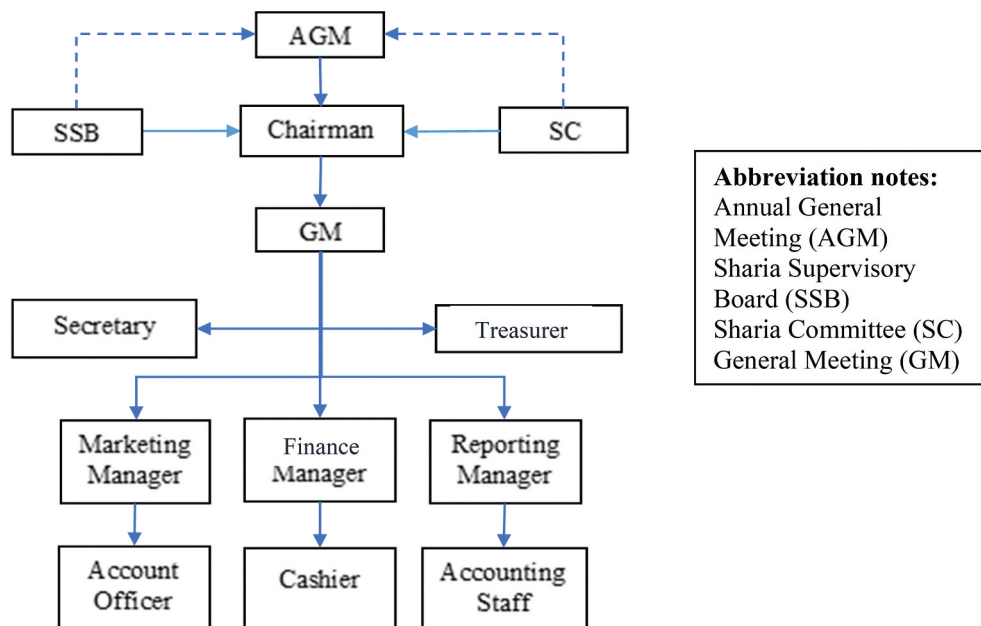 AGM
SSB
Chairman
SC
GM
Secretary
Treasurer
Marketing
Manager
Finance
Manager
Reporting
Manager
Account
Officer
Cashier
Accounting
Staff
Abbreviation notes:
Annual General
Meeting (AGM)
Sharia Supervisory
Board (SSB)
Sharia Committee (SC)
General Meeting (GM)